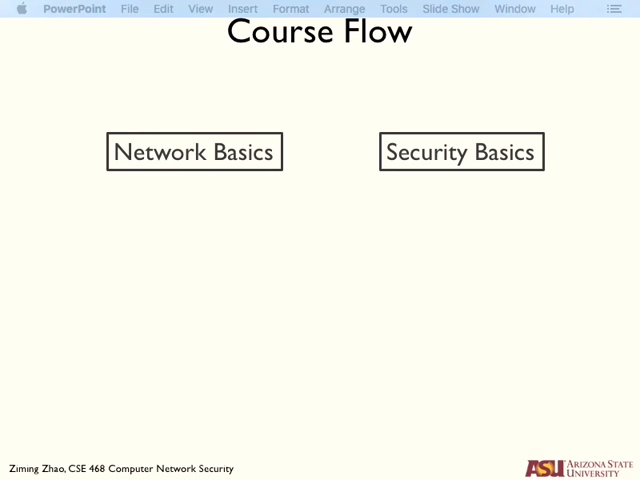 PowerPoint File Edit View Insert Format Arrange Tools Slide Show Window Help
Course Flow
Network Basics
Security Basics
Ziming Zhao, CSE 468 Computer Network Security
ASU ARIZONA STATE
UNIVERSITY